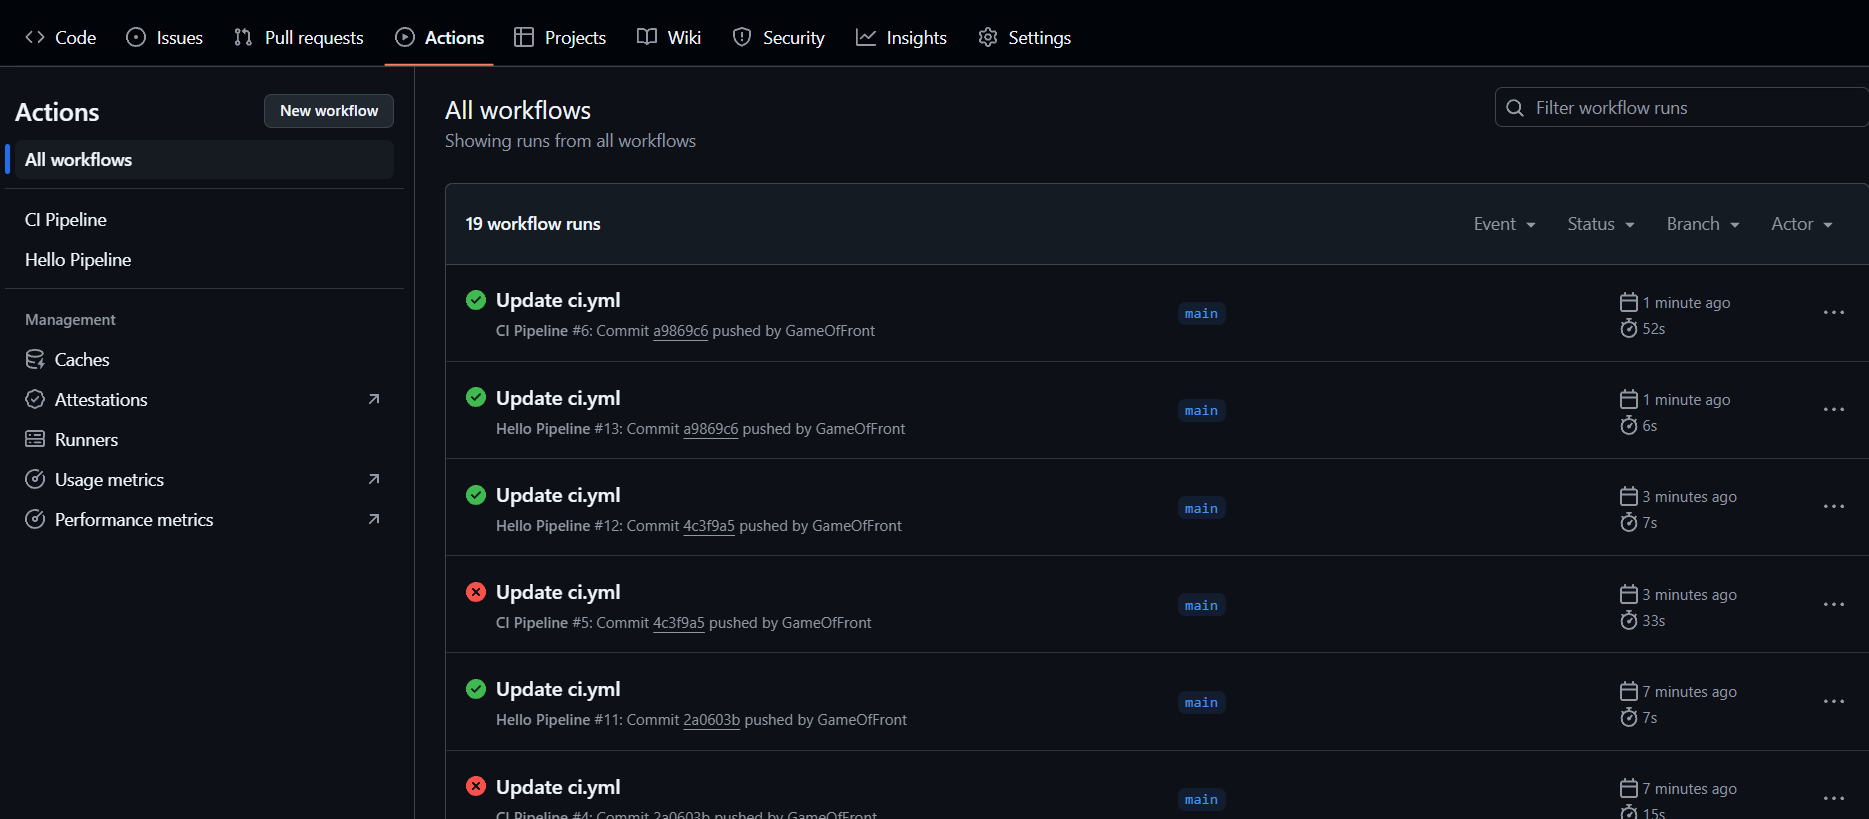 Code Issues Pull requests Actions Projects Wiki Security Insights Settings
Actions
New workflow
All workflows
CI Pipeline
Hello Pipeline
Management
Caches
Attestations
Runners
Usage metrics
Performance metrics
All workflows
Showing runs from all workflows
Filter workflow runs
19 workflow runs
Event Status Branch Actor
Update ci.yml
CI Pipeline #6: Commit a9869c6 pushed by GameOfFront
main
1 minute ago
52s
Update ci.yml
Hello Pipeline #13: Commit a9869c6 pushed by GameOfFront
main
1 minute ago
6s
Update ci.yml
Hello Pipeline #12: Commit 4c3f9a5 pushed by GameOfFront
main
3 minutes ago
7s
Update ci.yml
CI Pipeline #5: Commit 4c3f9a5 pushed by GameOfFront
main
3 minutes ago
33s
Update ci.yml
Hello Pipeline #11: Commit 2a0603b pushed by GameOfFront
main
7 minutes ago
7s
Update ci.yml
CI Pipeline #4: Commit 2a0603b pushed by GameOfFront
main
7 minutes ago
15s